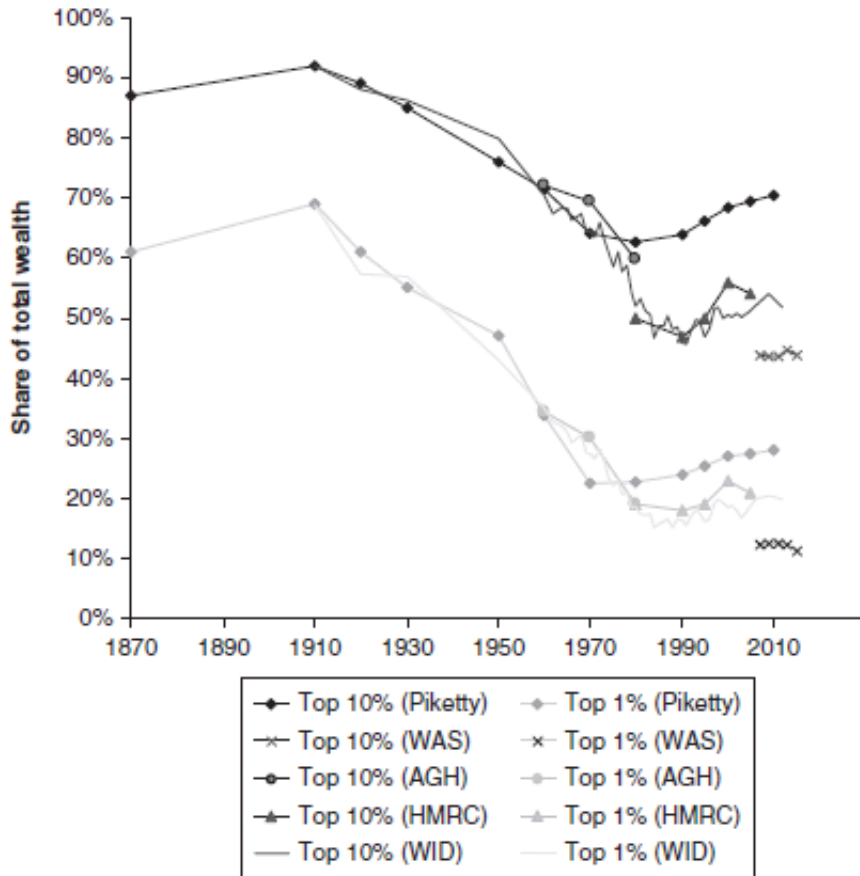 100%
90%
80%
70%
60%
50%
40%
30%
20%
10%
0%
Share of total wealth
1870 1890 1910 1930 1950 1970 1990 2010
Top 10% (Piketty) Top 1% (Piketty)
Top 10% (WAS) Top 1% (WAS)
Top 10% (AGH) Top 1% (AGH)
Top 10% (HMRC) Top 1% (HMRC)
Top 10% (WID) Top 1% (WID)